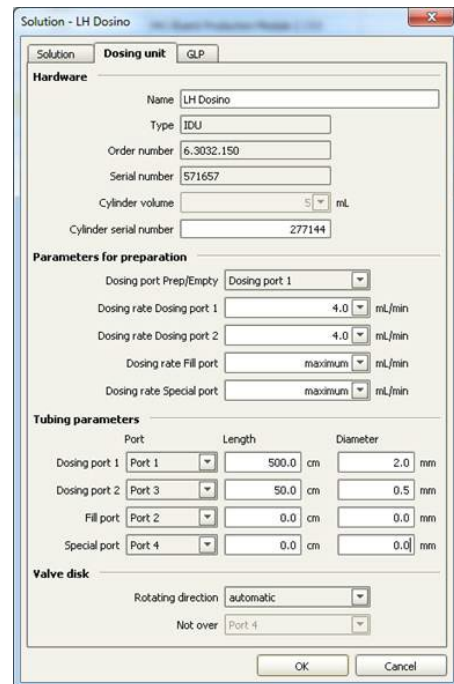 Solution - LH Dosino
Solution Dosing unit GLP
Hardware
Name LH Dosino
Type IDU
Order number 6.3032.150
Serial number 571657
Cylinder volume 5 mL
Cylinder serial number 277144
Parameters for preparation
Dosing port Prep/Empty Dosing port 1
Dosing rate Dosing port 1 4.0 mL/min
Dosing rate Dosing port 2 4.0 mL/min
Dosing rate Fill port maximum mL/min
Dosing rate Special port maximum mL/min
Tubing parameters
Port Length Diameter
Dosing port 1 Port 1 500.0 cm 2.0 mm
Dosing port 2 Port 3 50.0 cm 0.5 mm
Fill port Port 2 0.0 cm 0.0 mm
Special port Port 4 0.0 cm 0.0 mm
Valve disk
Rotating direction automatic
Not over Port 4
OK Cancel